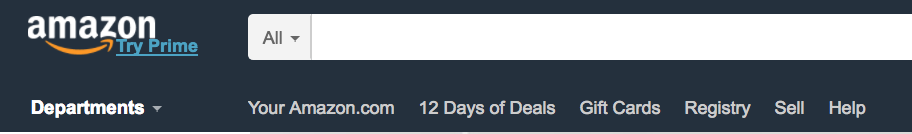 amazon
Try Prime
All
Departments
Your Amazon.com 12 Days of Deals Gift Cards Registry Sell Help